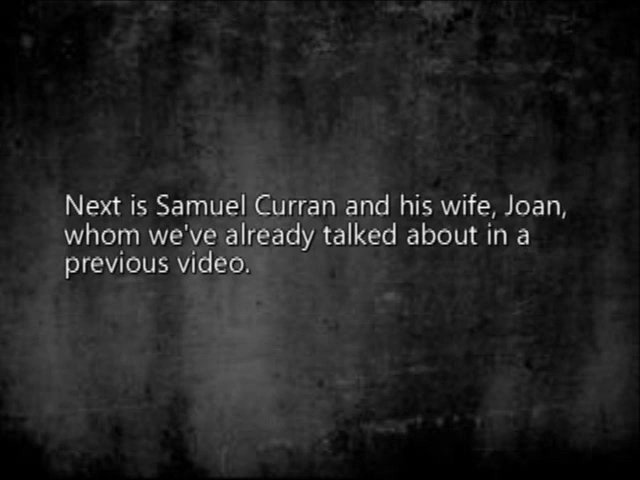 Next is Samuel Curran and his wife, Joan,
whom we've already talked about in a
previous video.